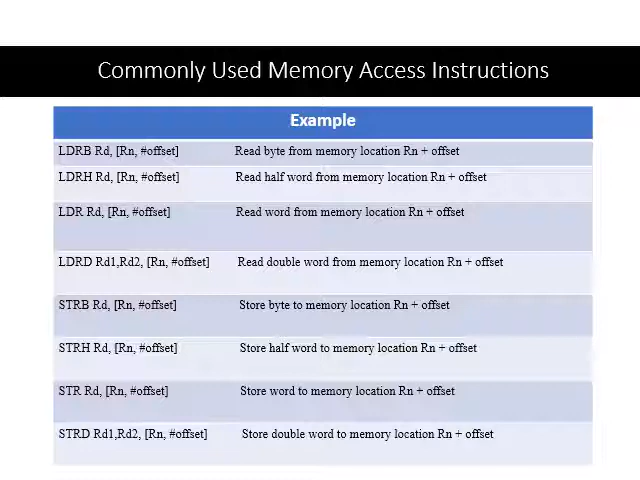 Commonly Used Memory Access Instructions
Example
LDRB Rd, [Rn, #offset] Read byte from memory location Rn + offset
LDRH Rd, [Rn, #offset] Read half word from memory location Rn + offset
LDR Rd, [Rn, #offset] Read word from memory location Rn + offset
LDRD Rd1,Rd2, [Rn, #offset] Read double word from memory location Rn + offset
STRB Rd, [Rn, #offset] Store byte to memory location Rn + offset
STRH Rd, [Rn, #offset] Store half word to memory location Rn + offset
STR Rd, [Rn, #offset] Store word to memory location Rn + offset
STRD Rd1,Rd2, [Rn, #offset] Store double word to memory location Rn + offset